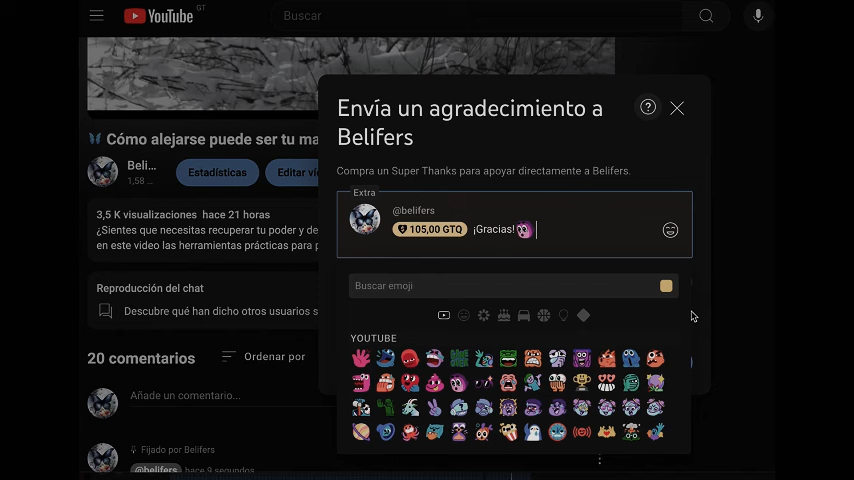 YouTube GT
Buscar
Envía un agradecimiento a
Belifers
Compra un Super Thanks para apoyar directamente a Belifers.
Extra
@belifers
105,00 GTQ ¡Gracias!
Buscar emoji
YOUTUBE
Cómo alejarse puede ser tu ma
Beli...
1,58 ...
Estadísticas
Editar ví
3,5 K visualizaciones hace 21 horas
¿Sientes que necesitas recuperar tu poder y de
en este video las herramientas prácticas para p
Reproducción del chat
Descubre qué han dicho otros usuarios s
20 comentarios
Ordenar por
Añade un comentario...
Fijado por Belifers
@belifers hace 9 segundos